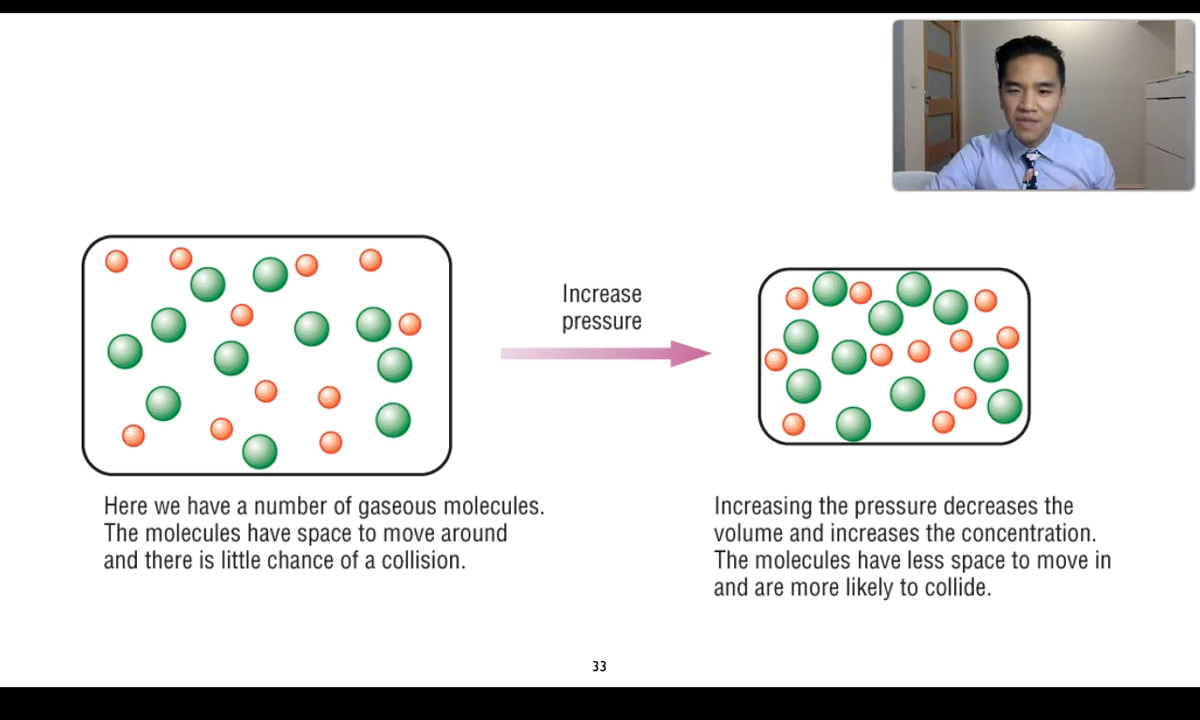 Increase
pressure
Here we have a number of gaseous molecules.
The molecules have space to move around
and there is little chance of a collision.
Increasing the pressure decreases the
volume and increases the concentration.
The molecules have less space to move in
and are more likely to collide.
33